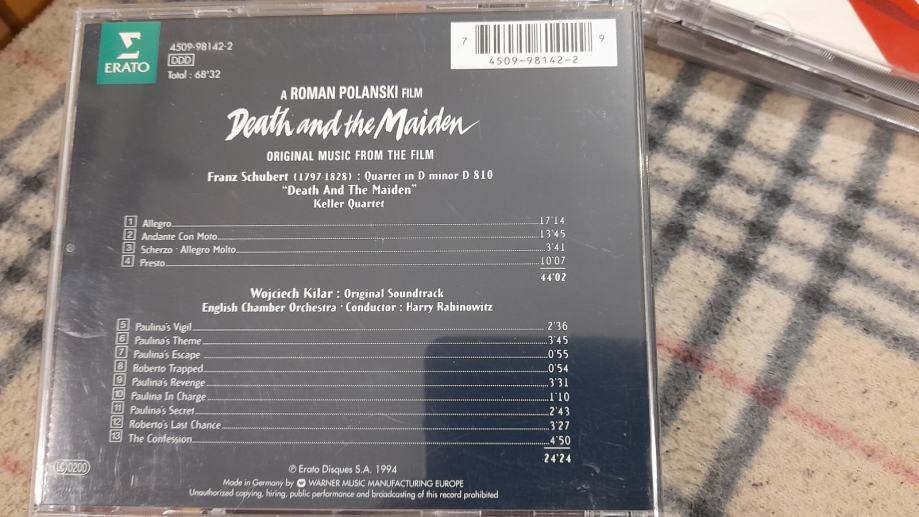 ERATO
4509-98142-2
DDD
Total : 68'32
7 9
4509-98142-2
A ROMAN POLANSKI FILM
Death and the Maiden
ORIGINAL MUSIC FROM THE FILM
Franz Schubert (1797-1828) : Quartet in D minor D 810
"Death And The Maiden"
Keller Quartet
1 Allegro 17'14
2 Andante Con Moto 13'45
3 Scherzo - Allegro Molto 3'41
4 Presto 10'07
44'02
Wojciech Kilar : Original Soundtrack
English Chamber Orchestra · Conductor : Harry Rabinowitz
5 Paulina's Vigil 2'36
6 Paulina's Theme 3'45
7 Paulina's Escape 0'55
8 Roberto Trapped 0'54
9 Paulina's Revenge 3'31
10 Paulina In Charge 1'10
11 Paulina's Secret 2'43
12 Roberto's Last Chance 3'27
13 The Confession 4'50
24'24
LC 0200
℗ Erato Disques S.A. 1994
Made in Germany by WARNER MUSIC MANUFACTURING EUROPE
Unauthorized copying, hiring, public performance and broadcasting of this record prohibited